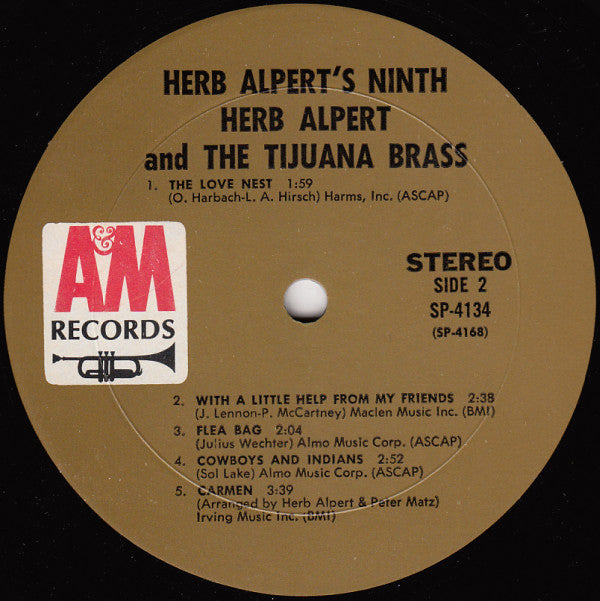 HERB ALPERT'S NINTH
HERB ALPERT
and THE TIJUANA BRASS
1. THE LOVE NEST 1:59
(O. Harbach-L. A. Hirsch) Harms, Inc. (ASCAP)
A&M
RECORDS
STEREO
SIDE 2
SP-4134
(SP-4168)
2. WITH A LITTLE HELP FROM MY FRIENDS 2:38
(J. Lennon-P. McCartney) Maclen Music Inc. (BMI)
3. FLEA BAG 2:04
(Julius Wechter) Almo Music Corp. (ASCAP)
4. COWBOYS AND INDIANS 2:52
(Sol Lake) Almo Music Corp. (ASCAP)
5. CARMEN 3:39
(Arranged by Herb Alpert & Peter Matz)
Irving Music Inc. (BMI)